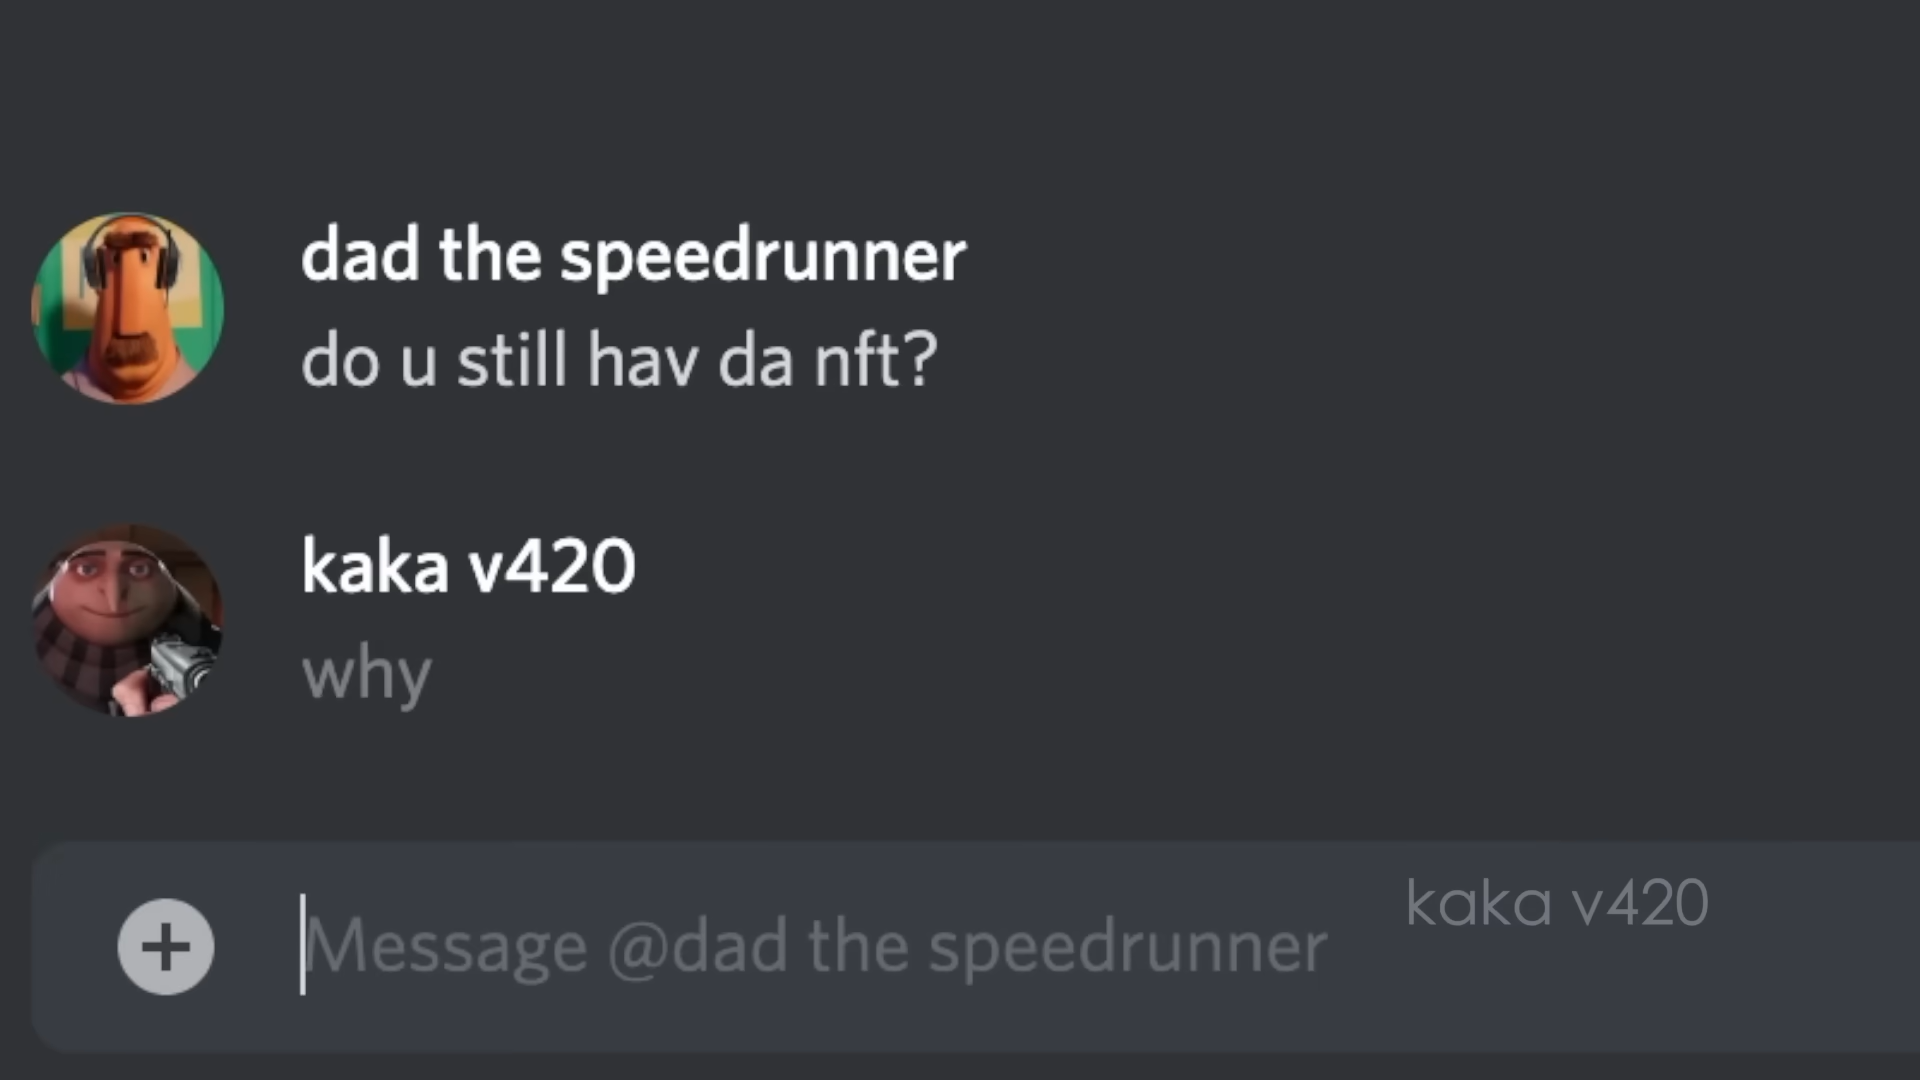 dad the speedrunner
do u still hav da nft?
kaka v420
why
Message @dad the speedrunner
kaka v420